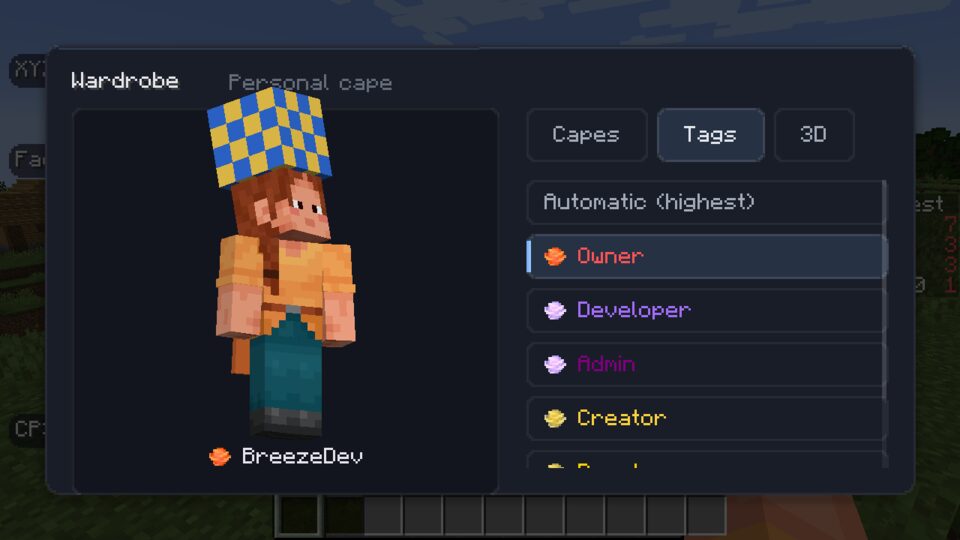 Wardrobe
Personal cape
Capes
Tags
3D
Automatic (highest)
Owner
Developer
Admin
Creator
BreezeDev